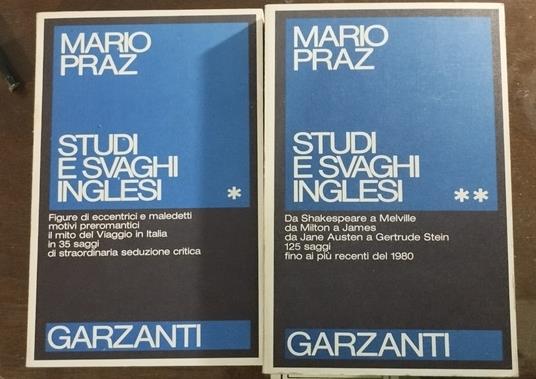 MARIO
PRAZ
STUDI
E SVAGHI
INGLESI *
Figure di eccentrici e maledetti
motivi preromantici
il mito del Viaggio in Italia
in 35 saggi
di straordinaria seduzione critica
GARZANTI
MARIO
PRAZ
STUDI
E SVAGHI
INGLESI **
Da Shakespeare a Melville
da Milton a James
da Jane Austen a Gertrude Stein
125 saggi
fino ai più recenti del 1980
GARZANTI